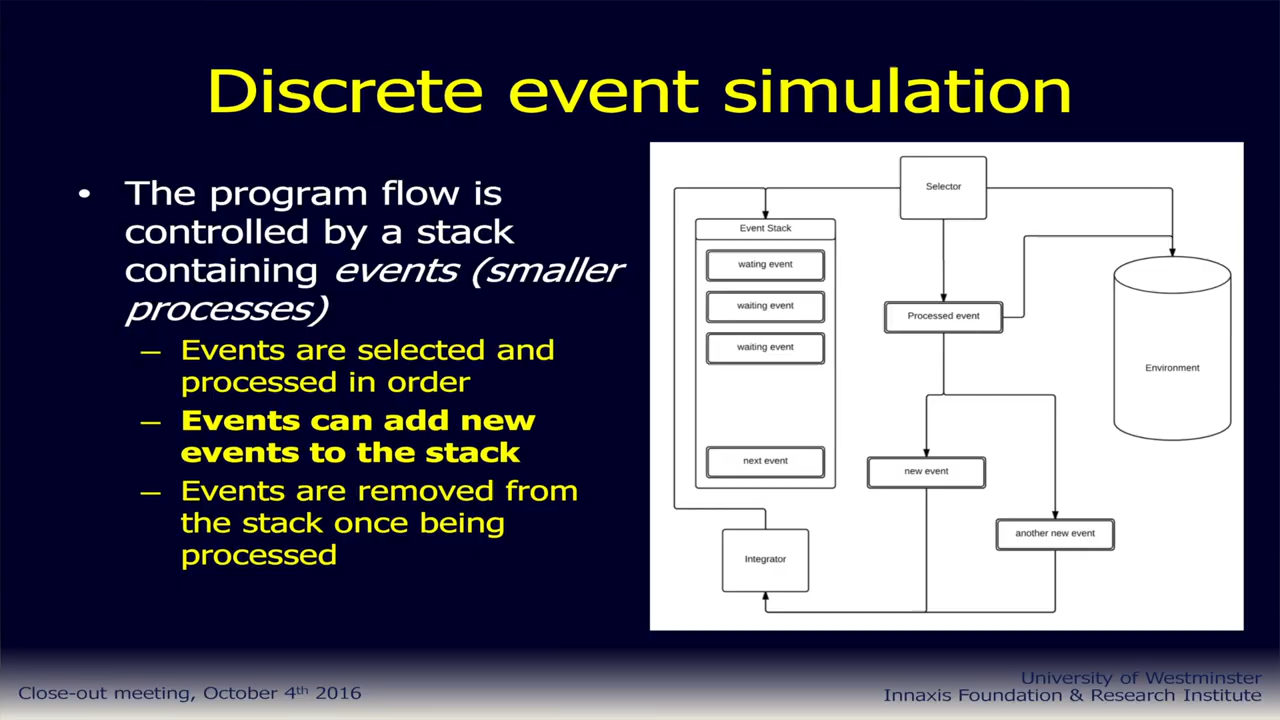 Discrete event simulation
• The program flow is
controlled by a stack
containing events (smaller
processes)
– Events are selected and
processed in order
– Events can add new
events to the stack
– Events are removed from
the stack once being
processed
Selector
Event Stack
wating event
waiting event
waiting event
next event
Processed event
Environment
new event
another new event
Integrator
Close-out meeting, October 4th 2016
University of Westminster
Innaxis Foundation & Research Institute